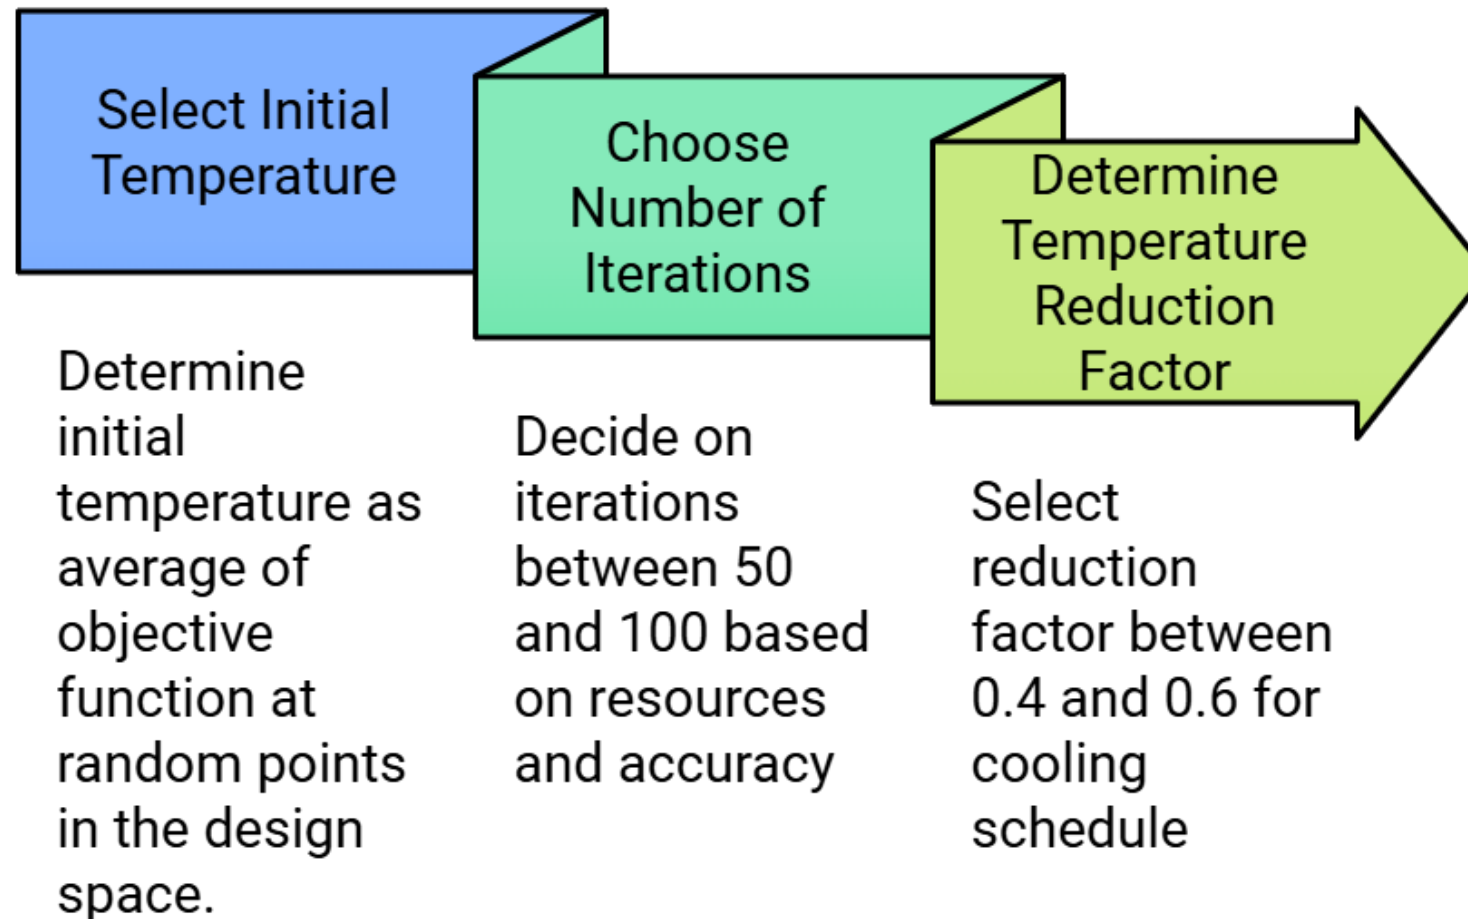 Select Initial
Temperature
Choose
Number of
Iterations
Determine
Temperature
Reduction
Factor
Determine
initial
temperature as
average of
objective
function at
random points
in the design
space.
Decide on
iterations
between 50
and 100 based
on resources
and accuracy
Select
reduction
factor between
0.4 and 0.6 for
cooling
schedule